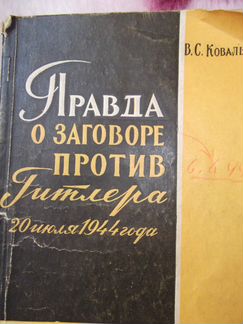 В.С. Коваль
Правда
о заговоре
против
Гитлера
20 июля 1944 года